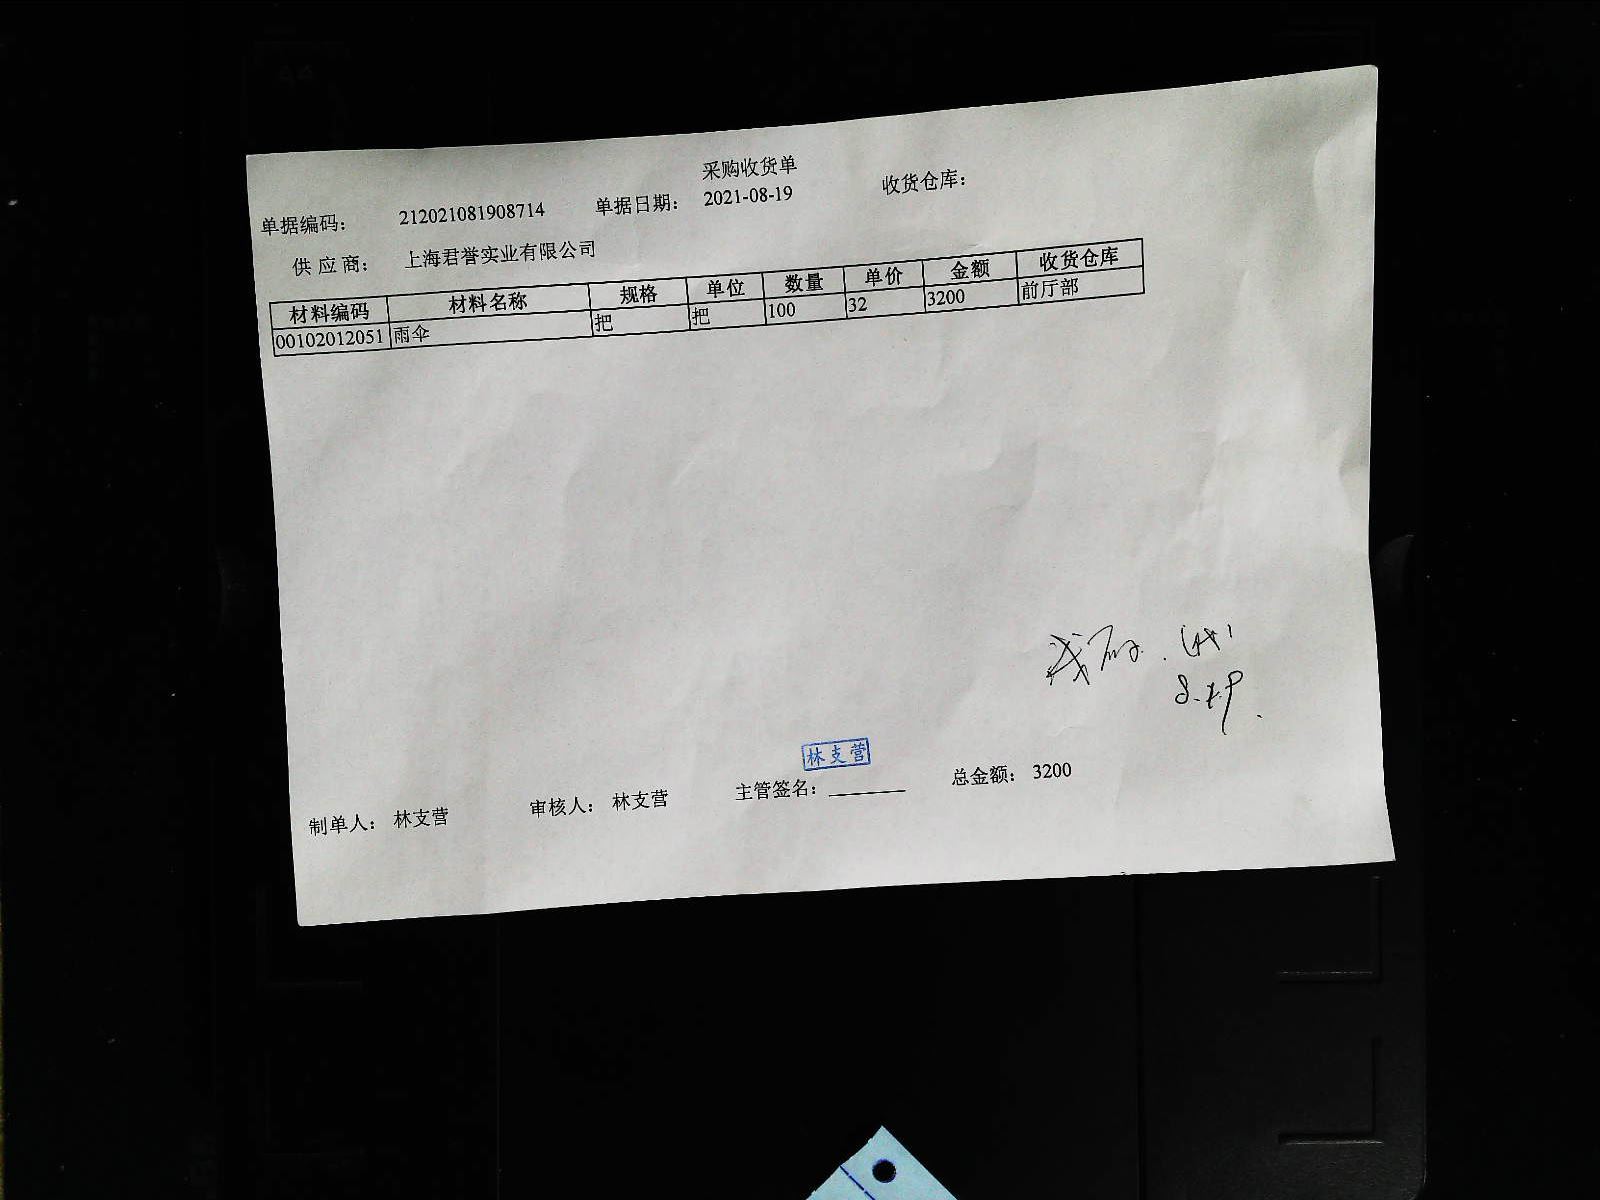 采购收货单
单据编码： 212021081908714 单据日期： 2021-08-19 收货仓库：
供 应 商： 上海君誉实业有限公司
材料编码 材料名称 规格 单位 数量 单价 金额 收货仓库
00102012051 雨伞 把 把 100 32 3200 前厅部
林支营
制单人： 林支营 审核人： 林支营 主管签名： 总金额： 3200